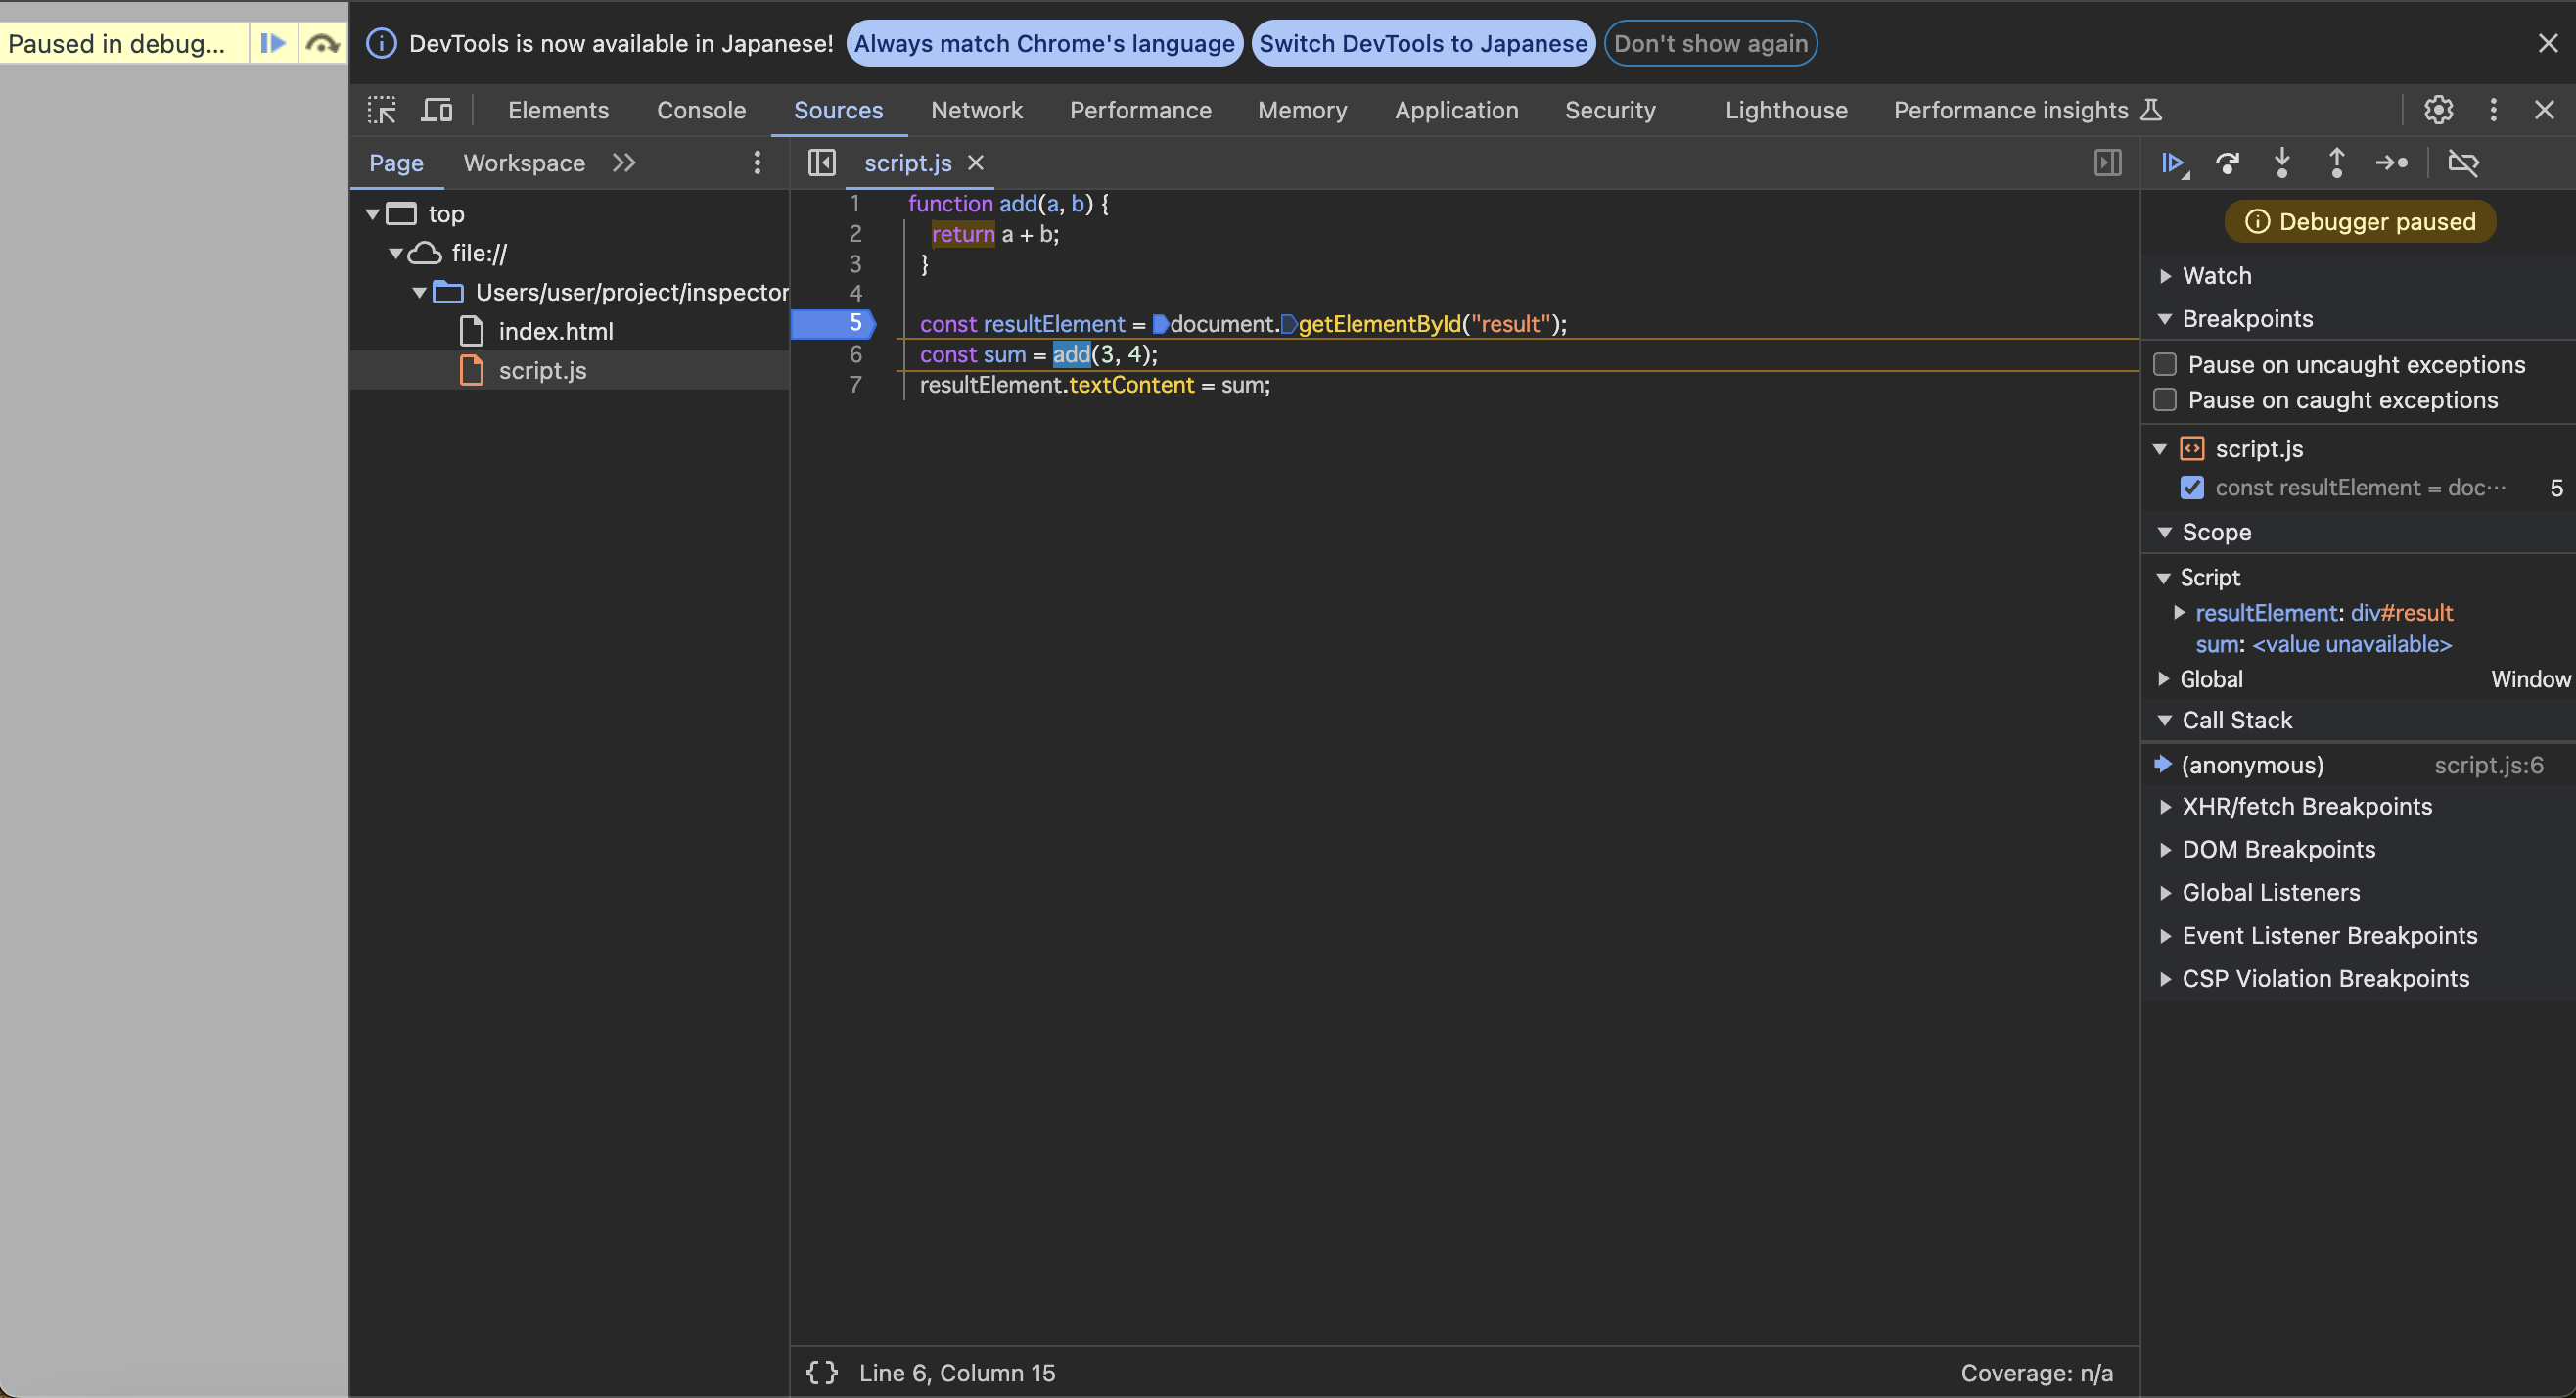 Paused in debug...
DevTools is now available in Japanese! Always match Chrome's language Switch DevTools to Japanese Don't show again
Elements Console Sources Network Performance Memory Application Security Lighthouse Performance insights
Page Workspace
top
file://
Users/user/project/inspector
index.html
script.js
script.js
1 function add(a, b) {
2 return a + b;
3 }
4
5 const resultElement = document.getElementById("result");
6 const sum = add(3, 4);
7 resultElement.textContent = sum;
{} Line 6, Column 15
Coverage: n/a
Debugger paused
Watch
Breakpoints
Pause on uncaught exceptions
Pause on caught exceptions
script.js
const resultElement = doc... 5
Scope
Script
resultElement: div#result
sum: <value unavailable>
Global Window
Call Stack
(anonymous) script.js:6
XHR/fetch Breakpoints
DOM Breakpoints
Global Listeners
Event Listener Breakpoints
CSP Violation Breakpoints